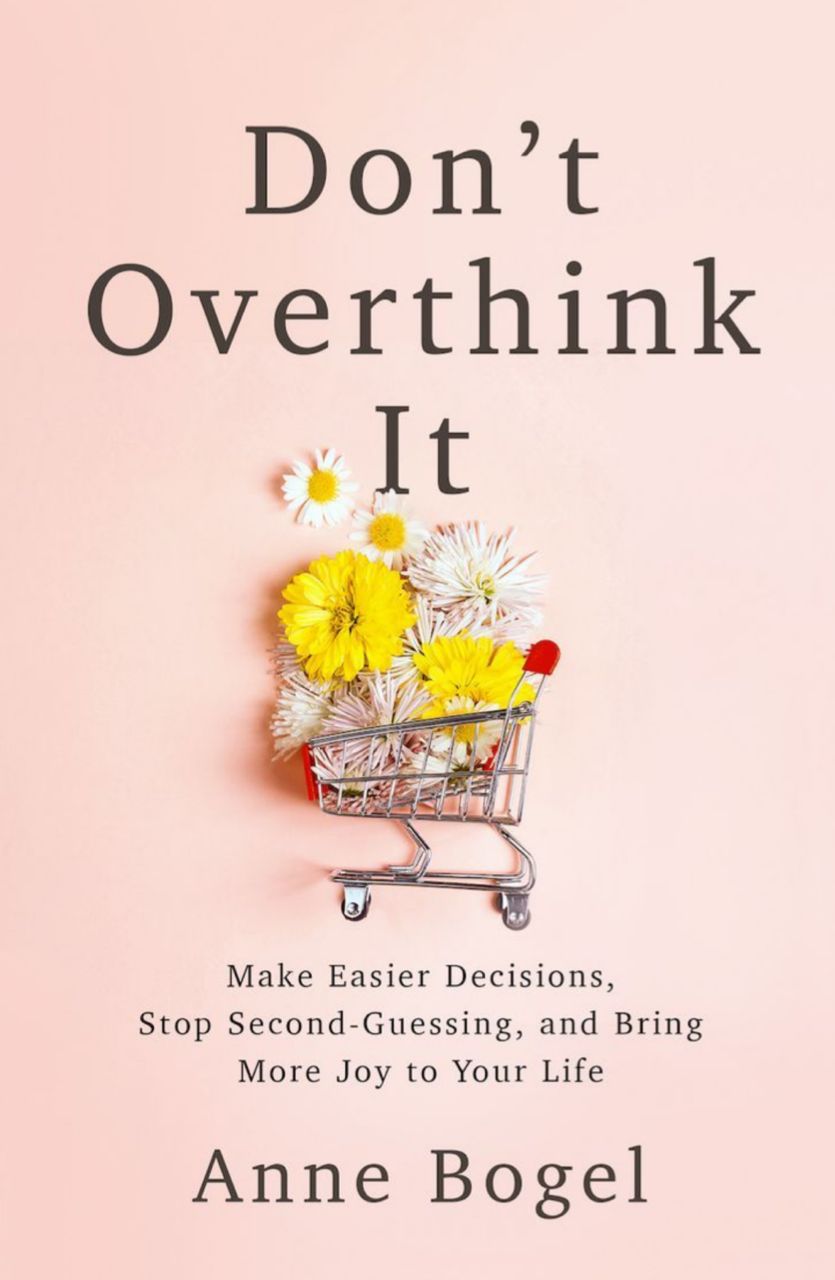 Don’t
Overthink
It
Make Easier Decisions,
Stop Second-Guessing, and Bring
More Joy to Your Life
Anne Bogel